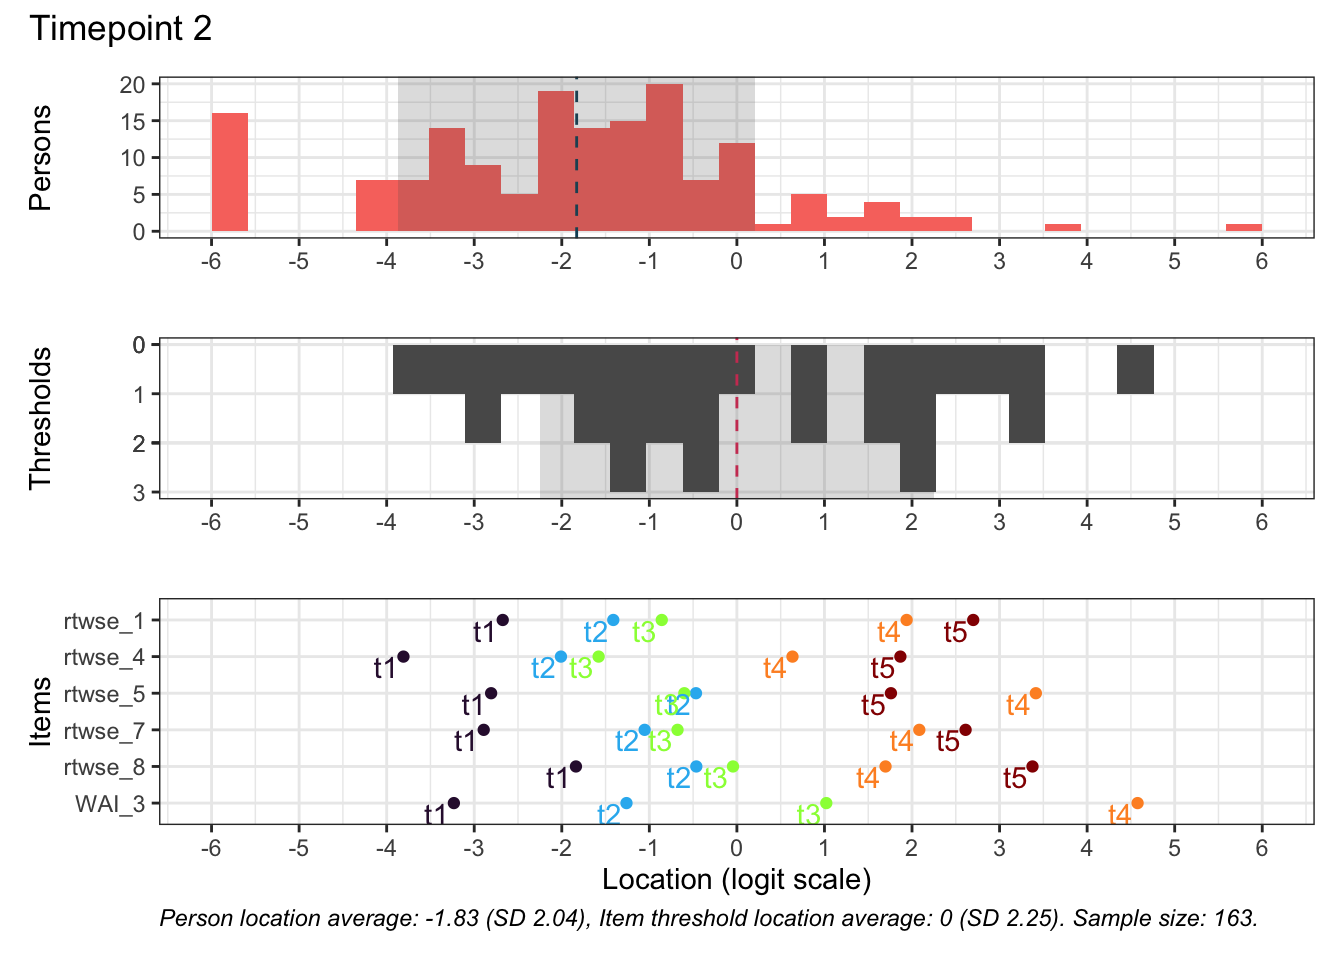 Timepoint 2
Persons
20
15
10
5
0
-6 -5 -4 -3 -2 -1 0 1 2 3 4 5 6
Thresholds
0
1
2
3
-6 -5 -4 -3 -2 -1 0 1 2 3 4 5 6
Items
rtwse_1 t1 t2 t3 t4 t5
rtwse_4 t1 t2 t3 t4 t5
rtwse_5 t1 t3 t2 t5 t4
rtwse_7 t1 t2 t3 t4 t5
rtwse_8 t1 t2 t3 t4 t5
WAI_3 t1 t2 t3 t4
-6 -5 -4 -3 -2 -1 0 1 2 3 4 5 6
Location (logit scale)
Person location average: -1.83 (SD 2.04), Item threshold location average: 0 (SD 2.25). Sample size: 163.